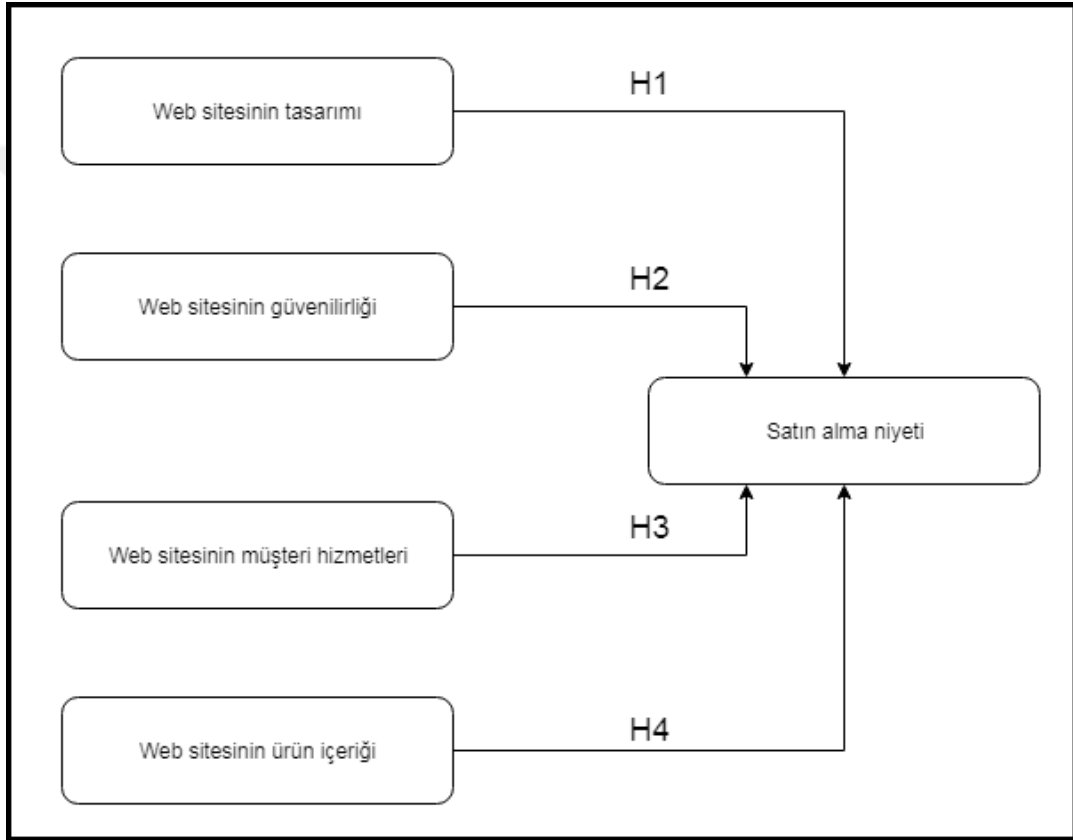 H1
Web sitesinin tasarımı
H2
Web sitesinin güvenilirliği
Satın alma niyeti
H3
Web sitesinin müşteri hizmetleri
H4
Web sitesinin ürün içeriği